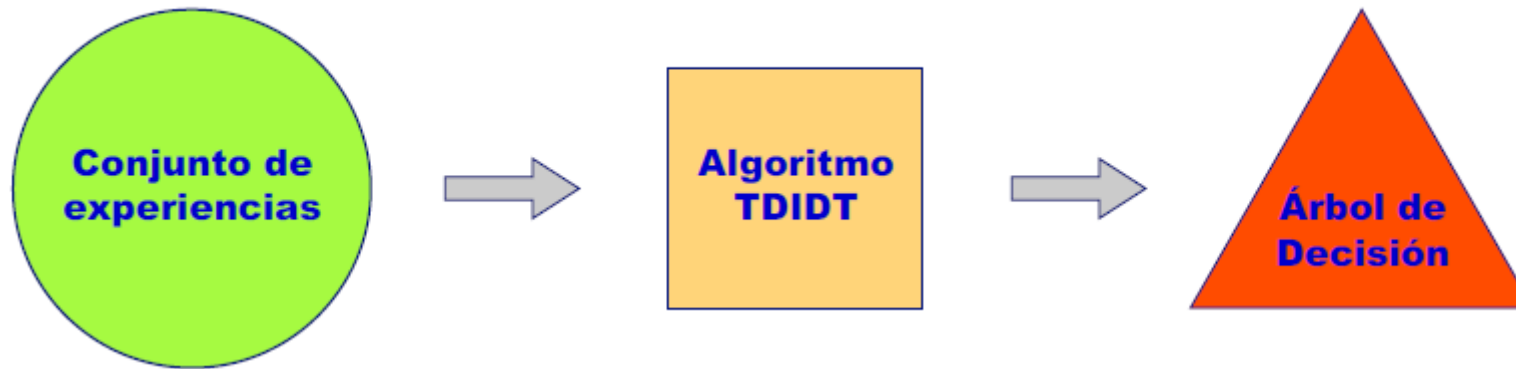 Conjunto de
experiencias
Algoritmo
TDIDT
Árbol de
Decisión